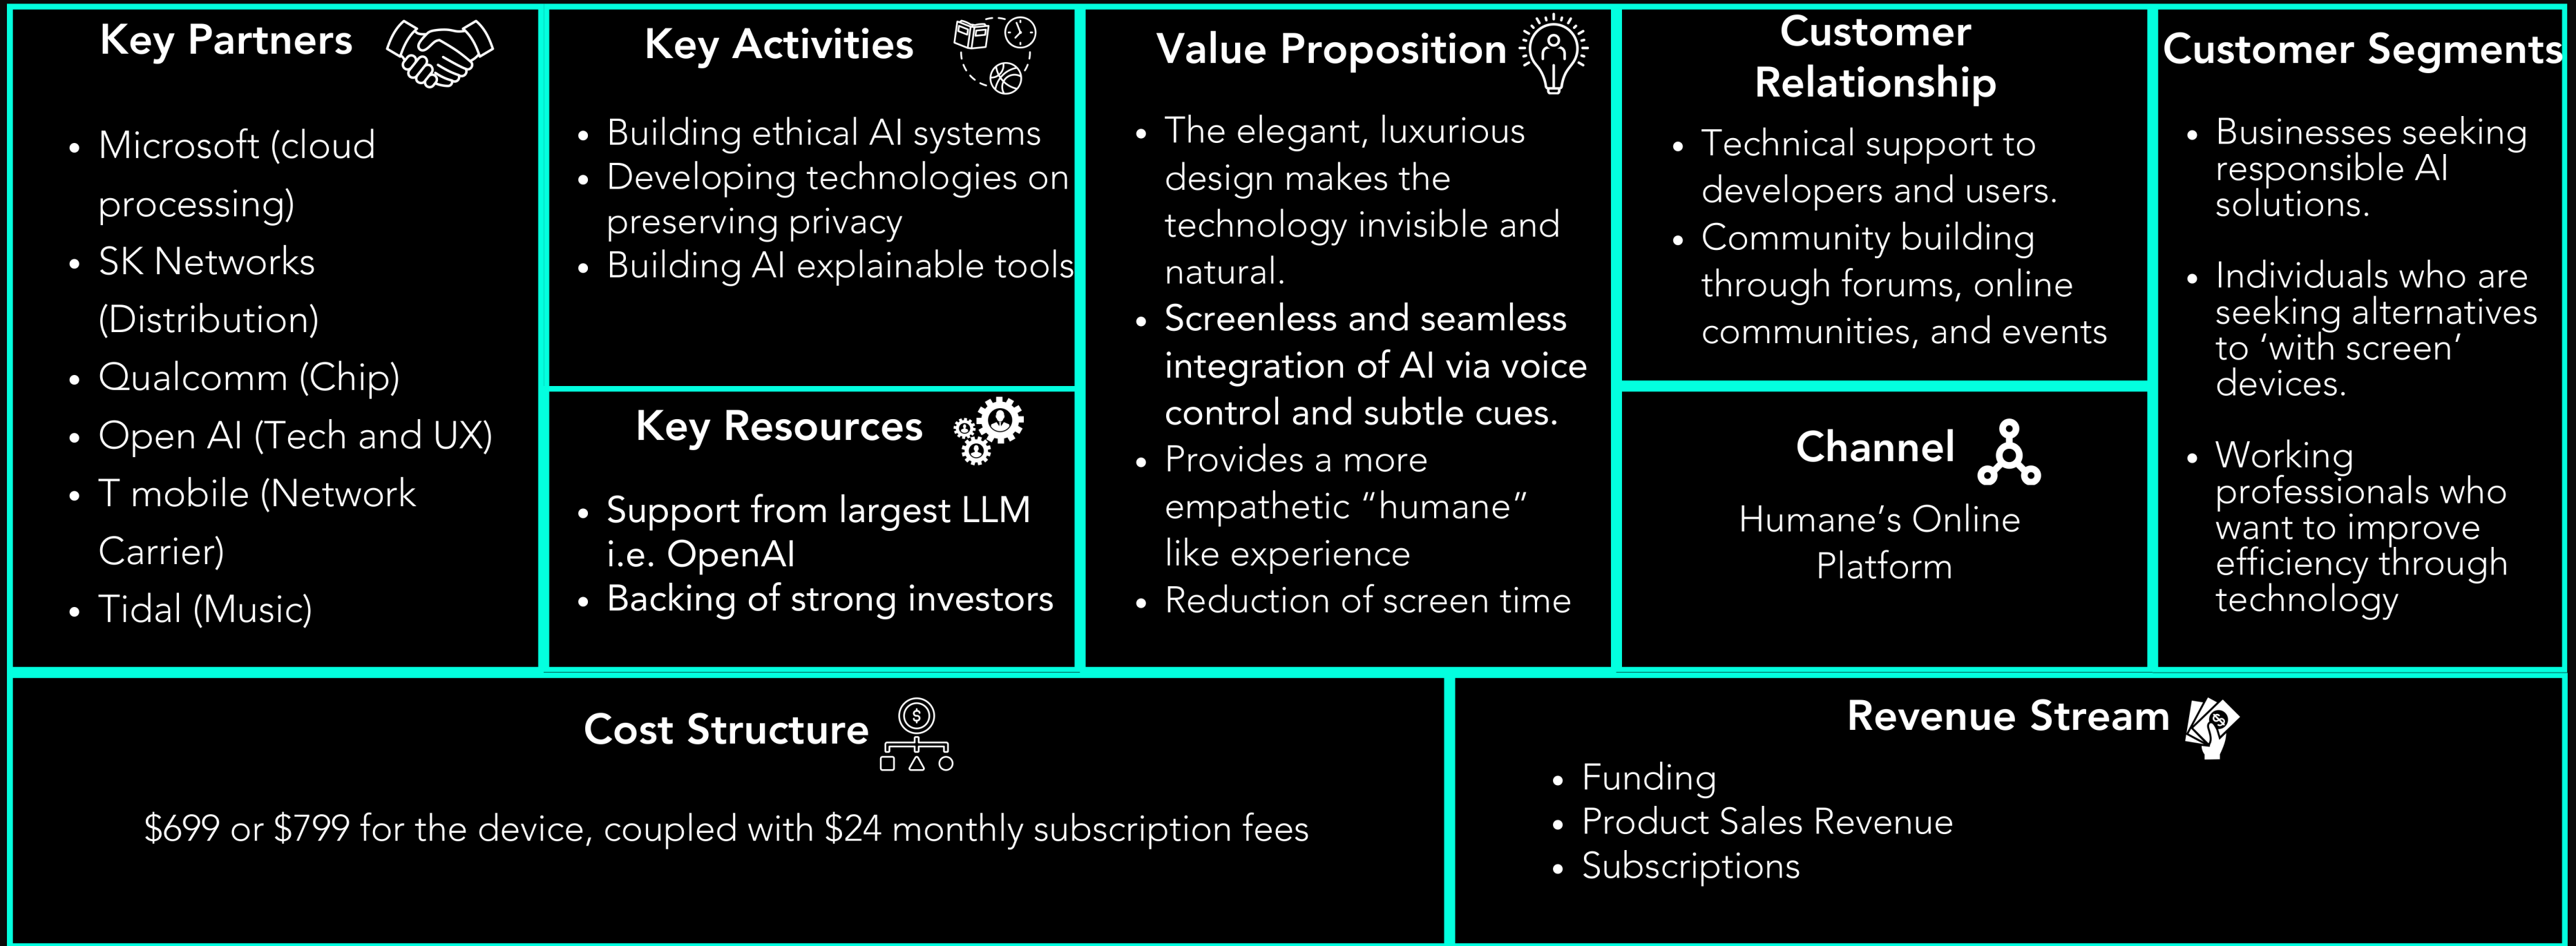 Key Partners
• Microsoft (cloud
processing)
• SK Networks
(Distribution)
• Qualcomm (Chip)
• Open AI (Tech and UX)
• T mobile (Network
Carrier)
• Tidal (Music)
Key Activities
• Building ethical AI systems
• Developing technologies on
preserving privacy
• Building AI explainable tools
Key Resources
• Support from largest LLM
i.e. OpenAI
• Backing of strong investors
Value Proposition
• The elegant, luxurious
design makes the
technology invisible and
natural.
• Screenless and seamless
integration of AI via voice
control and subtle cues.
• Provides a more
empathetic “humane”
like experience
• Reduction of screen time
Customer
Relationship
• Technical support to
developers and users.
• Community building
through forums, online
communities, and events
Channel
Humane’s Online
Platform
Customer Segments
• Businesses seeking
responsible AI
solutions.
• Individuals who are
seeking alternatives
to ‘with screen’
devices.
• Working
professionals who
want to improve
efficiency through
technology
Cost Structure
$699 or $799 for the device, coupled with $24 monthly subscription fees
Revenue Stream
• Funding
• Product Sales Revenue
• Subscriptions